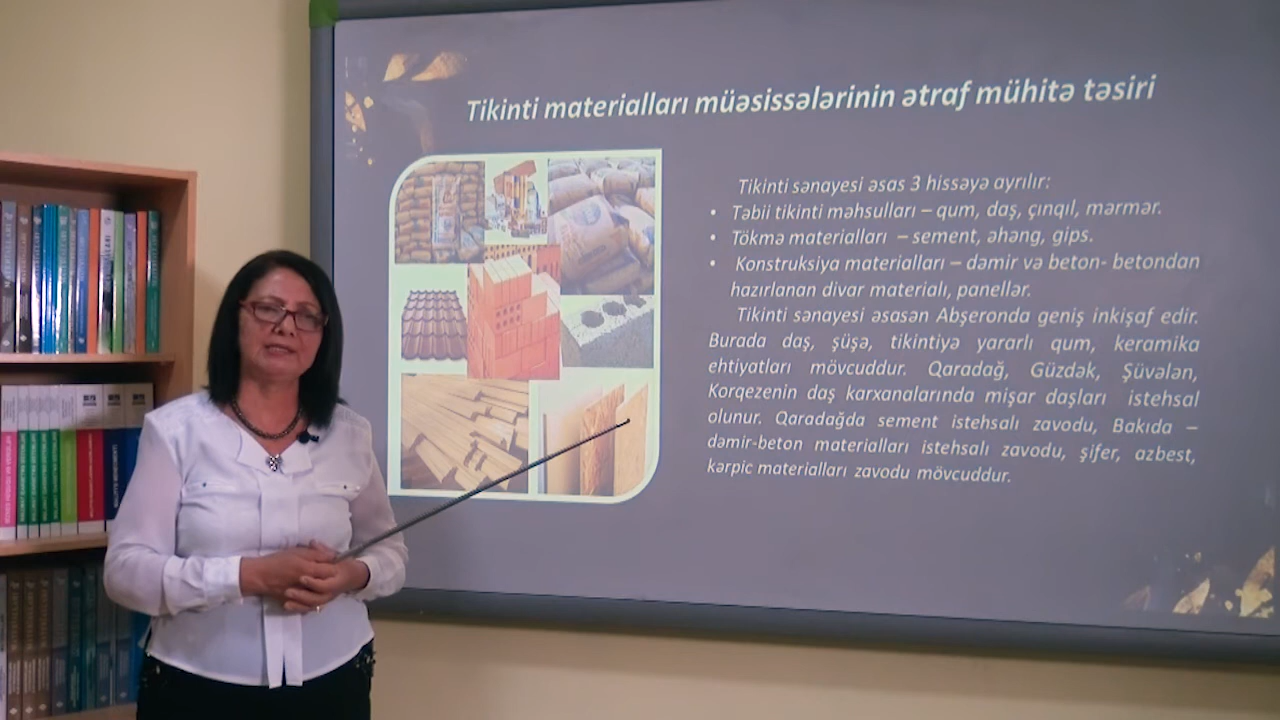 Tikinti materialları müəsissələrinin ətraf mühitə təsiri
Tikinti sənayesi əsas 3 hissəyə ayrılır:
• Təbii tikinti məhsulları – qum, daş, çınqıl, mərmər.
• Tökmə materialları – sement, əhəng, gips.
• Konstruksiya materialları – dəmir və beton- betondan
hazırlanan divar materialı, panellər.
Tikinti sənayesi əsasən Abşeronda geniş inkişaf edir.
Burada daş, şüşə, tikintiyə yararlı qum, keramika
ehtiyatları mövcuddur. Qaradağ, Güzdək, Şüvəlan,
Korqezenin daş karxanalarında mişar daşları istehsal
olunur. Qaradağda sement istehsalı zavodu, Bakıda –
dəmir-beton materialları istehsalı zavodu, şifer, azbest,
kərpic materialları zavodu mövcuddur.